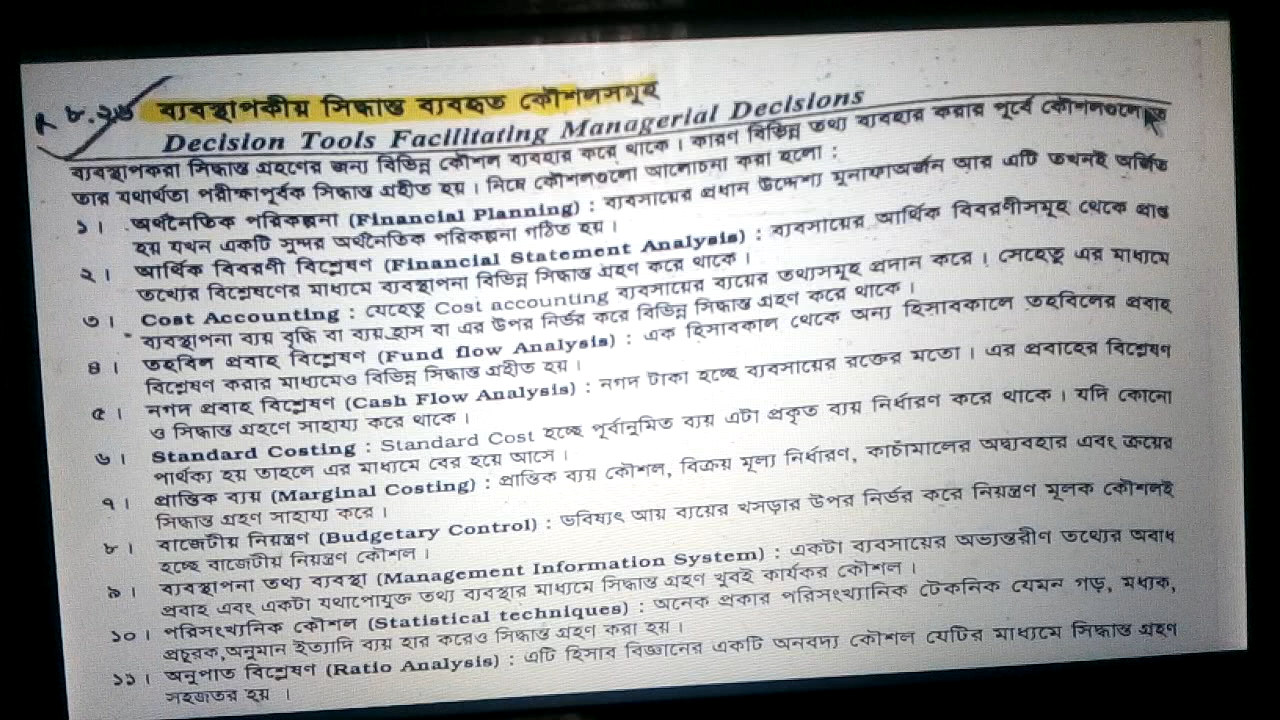 ৮.২৬ ব্যবস্থাপকীয় সিদ্ধান্ত ব্যবহৃত কৌশলসমূহ
Decision Tools Facilitating Managerial Decisions
ব্যবস্থাপকরা সিদ্ধান্ত গ্রহণের জন্য বিভিন্ন কৌশল ব্যবহার করে থাকে। কারণ বিভিন্ন তথ্য ব্যবহার করার পূর্বে কৌশলগুলো
তার যথার্থতা পরীক্ষাপূর্বক সিদ্ধান্ত গ্রহীত হয়। নিম্নে কৌশলগুলো আলোচনা করা হলো :
১। অর্থনৈতিক পরিকল্পনা (Financial Planning) : ব্যবসায়ের প্রধান উদ্দেশ্য মুনাফাঅর্জন আর এটি তখনই অর্জিত
হয় যখন একটি সুন্দর অর্থনৈতিক পরিকল্পনা গঠিত হয়।
২। আর্থিক বিবরণী বিশ্লেষণ (Financial Statement Analysis) : ব্যবসায়ের আর্থিক বিবরণীসমূহ থেকে প্রাপ্ত
তথ্যের বিশ্লেষণের মাধ্যমে ব্যবস্থাপনা বিভিন্ন সিদ্ধান্ত গ্রহণ করে থাকে।
৩। Cost Accounting : যেহেতু Cost accounting ব্যবসায়ের ব্যয়ের তথ্যসমূহ প্রদান করে। সেহেতু এর মাধ্যমে
ব্যবস্থাপনা ব্যয় বৃদ্ধি বা ব্যয় হ্রাস বা এর উপর নির্ভর করে বিভিন্ন সিদ্ধান্ত গ্রহণ করে থাকে।
৪। তহবিল প্রবাহ বিশ্লেষণ (Fund flow Analysis) : এক হিসাবকাল থেকে অন্য হিসাবকালে তহবিলের প্রবাহ
বিশ্লেষণ করার মাধ্যমেও বিভিন্ন সিদ্ধান্ত গ্রহীত হয়।
৫। নগদ প্রবাহ বিশ্লেষণ (Cash Flow Analysis) : নগদ টাকা হচ্ছে ব্যবসায়ের রক্তের মতো। এর প্রবাহের বিশ্লেষণ
ও সিদ্ধান্ত গ্রহণে সাহায্য করে থাকে।
৬। Standard Costing : Standard Cost হচ্ছে পূর্বানুমিত ব্যয় এটা প্রকৃত ব্যয় নির্ধারণ করে থাকে। যদি কোনো
পার্থক্য হয় তাহলে এর মাধ্যমে বের হয়ে আসে।
৭। প্রান্তিক ব্যয় (Marginal Costing) : প্রান্তিক ব্যয় কৌশল, বিক্রয় মূল্য নির্ধারণ, কাচাঁমালের অব্যবহার এবং ক্রয়ের
সিদ্ধান্ত গ্রহণ সাহায্য করে।
৮। বাজেটীয় নিয়ন্ত্রণ (Budgetary Control) : ভবিষ্যৎ আয় ব্যয়ের খসড়ার উপর নির্ভর করে নিয়ন্ত্রণ মূলক কৌশলই
হচ্ছে বাজেটীয় নিয়ন্ত্রণ কৌশল।
৯। ব্যবস্থাপনা তথ্য ব্যবস্থা (Management Information System) : একটা ব্যবসায়ের অভ্যন্তরীণ তথ্যের অবাধ
প্রবাহ এবং একটা যথাপোযুক্ত তথ্য ব্যবস্থার মাধ্যমে সিদ্ধান্ত গ্রহণ খুবই কার্যকর কৌশল।
১০। পরিসংখ্যানিক কৌশল (Statistical techniques) : অনেক প্রকার পরিসংখ্যানিক টেকনিক যেমন গড়, মধ্যক,
প্রচুরক,অনুমান ইত্যাদি ব্যয় হার করেও সিদ্ধান্ত গ্রহণ করা হয়।
১১। অনুপাত বিশ্লেষণ (Ratio Analysis) : এটি হিসাব বিজ্ঞানের একটি অনবদ্য কৌশল যেটির মাধ্যমে সিদ্ধান্ত গ্রহণ
সহজতর হয়।